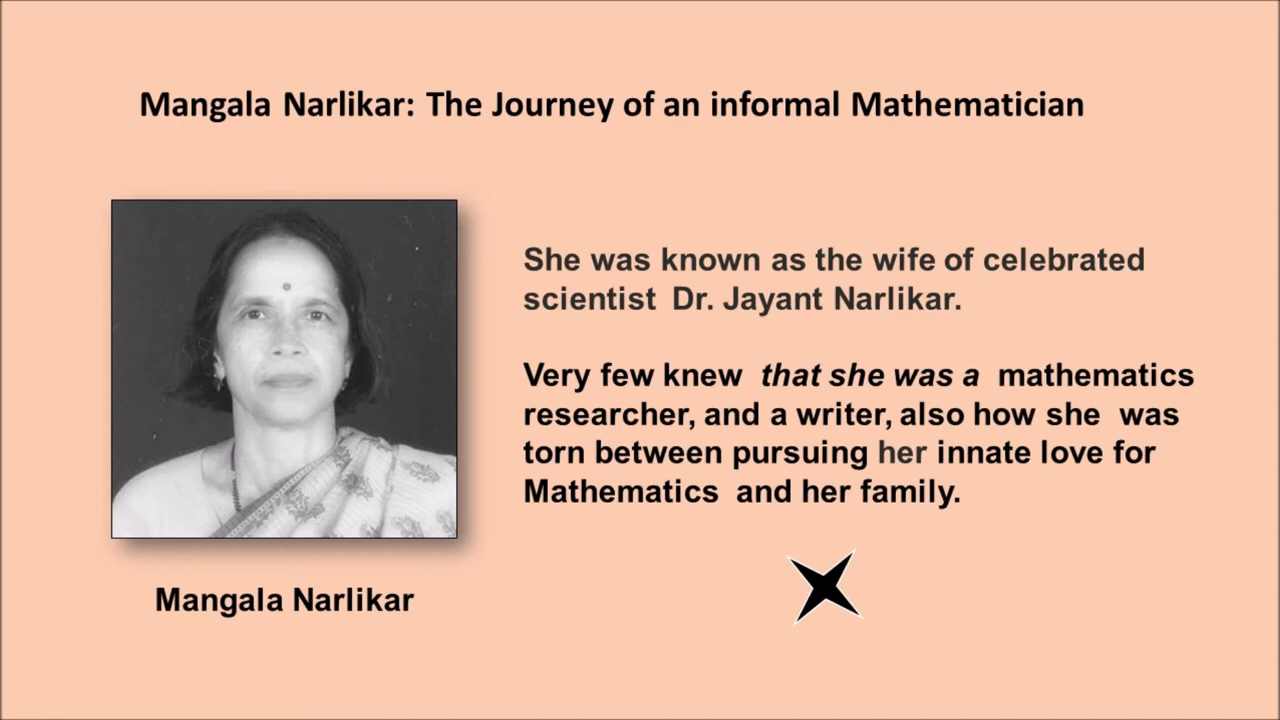 Mangala Narlikar: The Journey of an informal Mathematician
She was known as the wife of celebrated
scientist Dr. Jayant Narlikar.
Very few knew that she was a mathematics
researcher, and a writer, also how she was
torn between pursuing her innate love for
Mathematics and her family.
Mangala Narlikar